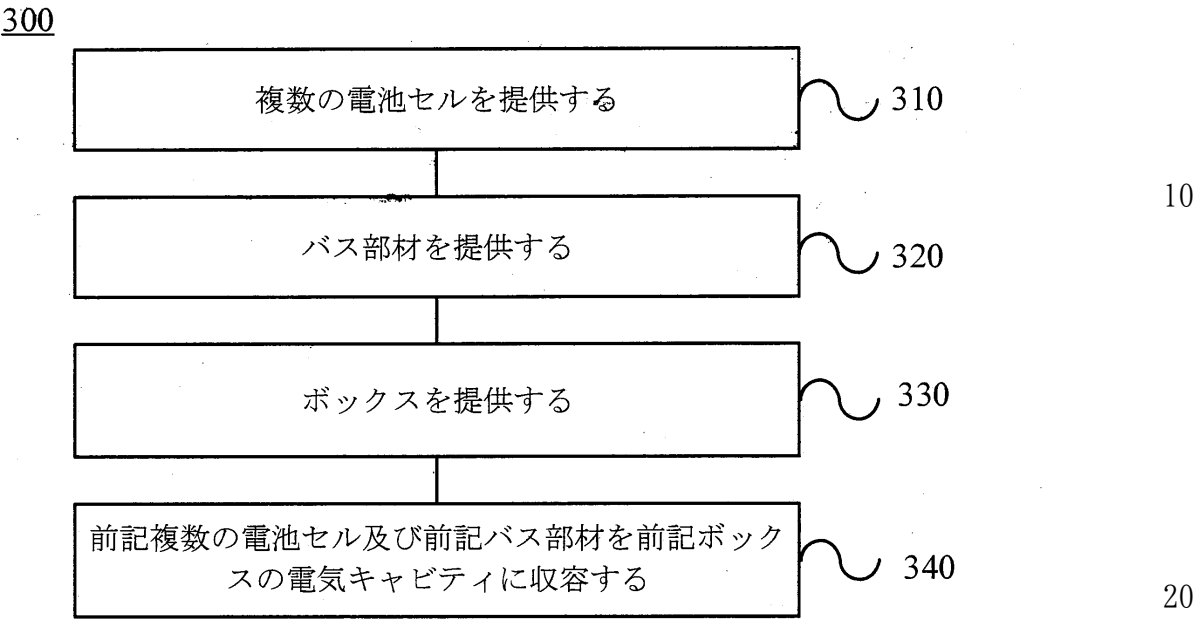 300
複数の電池セルを提供する
310
10
バス部材を提供する
320
ボックスを提供する
330
前記複数の電池セル及び前記バス部材を前記ボック
スの電気キャビティに収容する
340
20